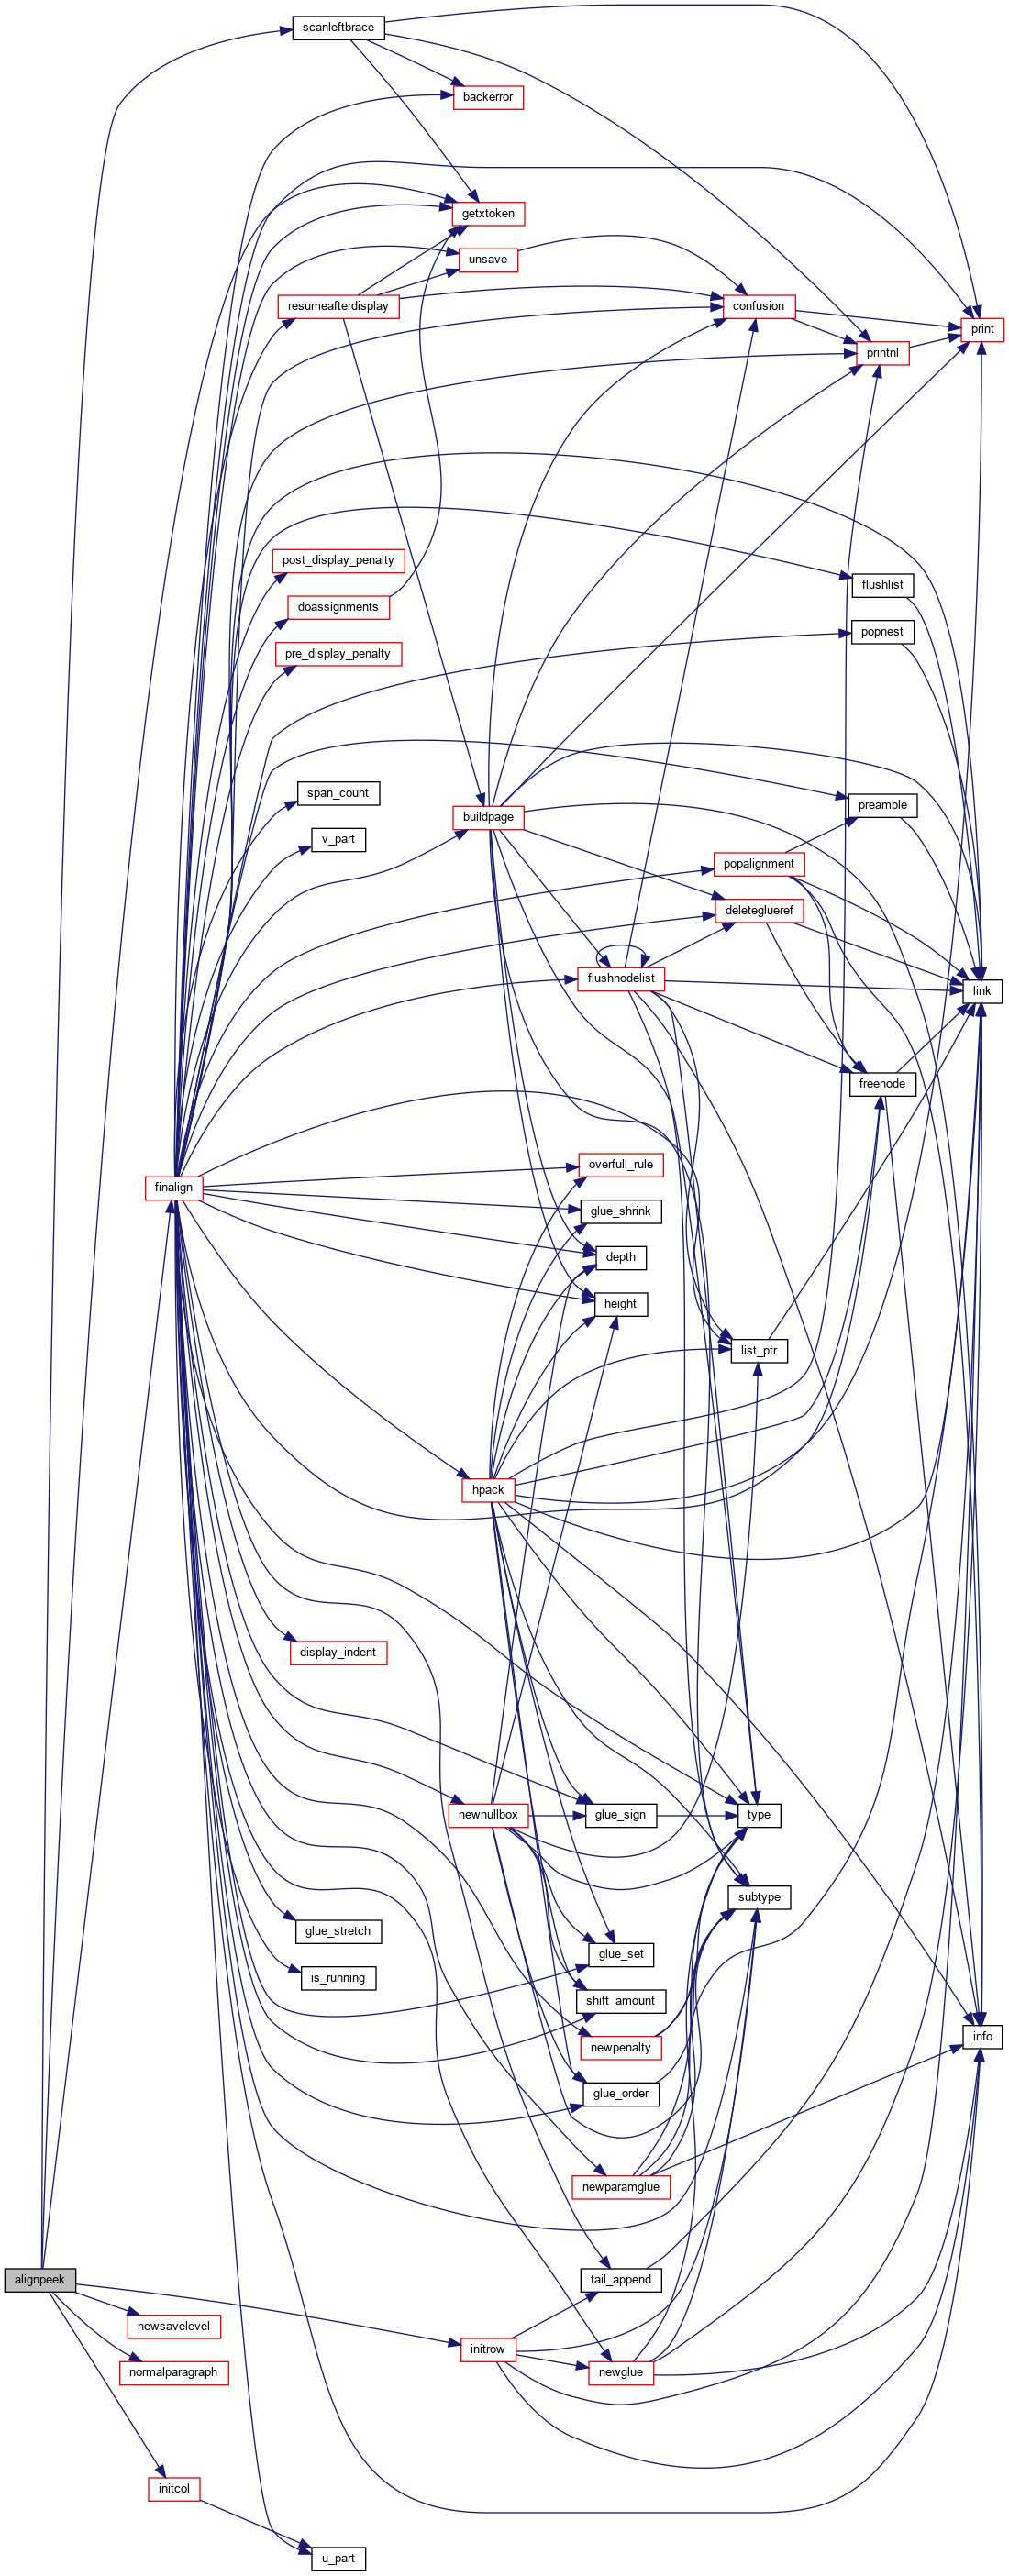 scanleftbrace
backerror
getxtoken
unsave
resumeafterdisplay
confusion
print
printnl
post_display_penalty
flushlist
doassignments
popnest
pre_display_penalty
span_count
preamble
buildpage
v_part
popalignment
deleteglueref
flushnodelist
link
freenode
overfull_rule
finalign
glue_shrink
depth
height
list_ptr
hpack
display_indent
newnullbox
glue_sign
type
subtype
glue_stretch
glue_set
is_running
shift_amount
info
newpenalty
glue_order
newparamglue
alignpeek
tail_append
newsavelevel
initrow
normalparagraph
newglue
initcol
u_part